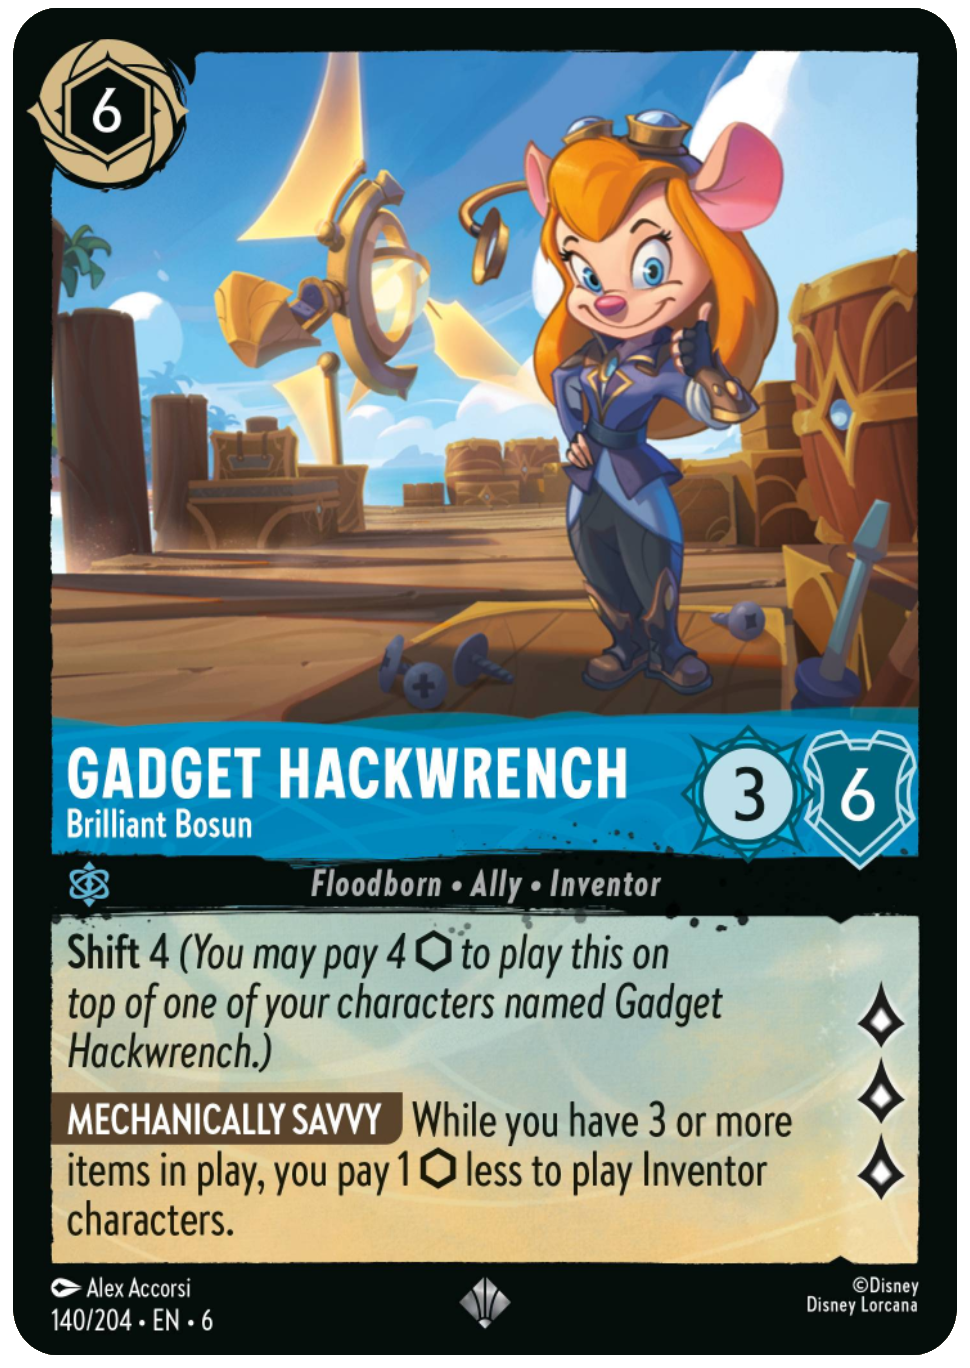 6
GADGET HACKWRENCH
Brilliant Bosun
3
6
Floodborn • Ally • Inventor
Shift 4 (You may pay 4 ⬡ to play this on
top of one of your characters named Gadget
Hackwrench.)
MECHANICALLY SAVVY While you have 3 or more
items in play, you pay 1 ⬡ less to play Inventor
characters.
Alex Accorsi
140/204 • EN • 6
©Disney
Disney Lorcana